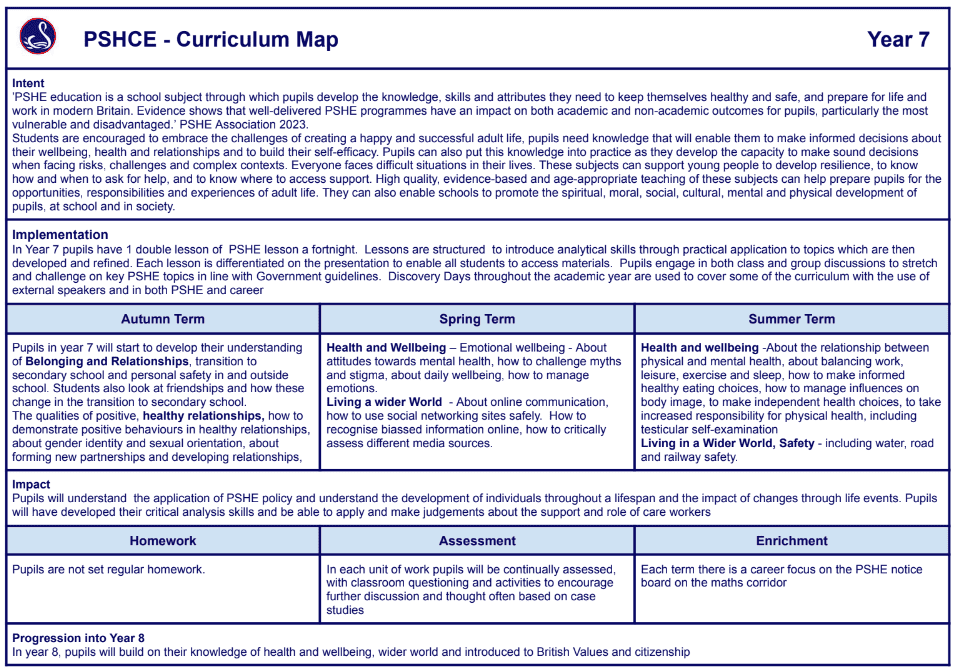 PSHCE - Curriculum Map
Year 7
Intent
'PSHE education is a school subject through which pupils develop the knowledge, skills and attributes they need to keep themselves healthy and safe, and prepare for life and
work in modern Britain. Evidence shows that well-delivered PSHE programmes have an impact on both academic and non-academic outcomes for pupils, particularly the most
vulnerable and disadvantaged.' PSHE Association 2023.
Students are encouraged to embrace the challenges of creating a happy and successful adult life, pupils need knowledge that will enable them to make informed decisions about
their wellbeing, health and relationships and to build their self-efficacy. Pupils can also put this knowledge into practice as they develop the capacity to make sound decisions
when facing risks, challenges and complex contexts. Everyone faces difficult situations in their lives. These subjects can support young people to develop resilience, to know
how and when to ask for help, and to know where to access support. High quality, evidence-based and age-appropriate teaching of these subjects can help prepare pupils for the
opportunities, responsibilities and experiences of adult life. They can also enable schools to promote the spiritual, moral, social, cultural, mental and physical development of
pupils, at school and in society.
Implementation
In Year 7 pupils have 1 double lesson of PSHE lesson a fortnight. Lessons are structured to introduce analytical skills through practical application to topics which are then
developed and refined. Each lesson is differentiated on the presentation to enable all students to access materials. Pupils engage in both class and group discussions to stretch
and challenge on key PSHE topics in line with Government guidelines. Discovery Days throughout the academic year are used to cover some of the curriculum with the use of
external speakers and in both PSHE and career
Autumn Term
Pupils in year 7 will start to develop their understanding
of Belonging and Relationships, transition to
secondary school and personal safety in and outside
school. Students also look at friendships and how these
change in the transition to secondary school.
The qualities of positive, healthy relationships, how to
demonstrate positive behaviours in healthy relationships,
about gender identity and sexual orientation, about
forming new partnerships and developing relationships,
Spring Term
Health and Wellbeing – Emotional wellbeing - About
attitudes towards mental health, how to challenge myths
and stigma, about daily wellbeing, how to manage
emotions.
Living a wider World - About online communication,
how to use social networking sites safely. How to
recognise biassed information online, how to critically
assess different media sources.
Summer Term
Health and wellbeing -About the relationship between
physical and mental health, about balancing work,
leisure, exercise and sleep, how to make informed
healthy eating choices, how to manage influences on
body image, to make independent health choices, to take
increased responsibility for physical health, including
testicular self-examination
Living in a Wider World, Safety - including water, road
and railway safety.
Impact
Pupils will understand the application of PSHE policy and understand the development of individuals throughout a lifespan and the impact of changes through life events. Pupils
will have developed their critical analysis skills and be able to apply and make judgements about the support and role of care workers
Homework
Pupils are not set regular homework.
Assessment
In each unit of work pupils will be continually assessed,
with classroom questioning and activities to encourage
further discussion and thought often based on case
studies
Enrichment
Each term there is a career focus on the PSHE notice
board on the maths corridor
Progression into Year 8
In year 8, pupils will build on their knowledge of health and wellbeing, wider world and introduced to British Values and citizenship